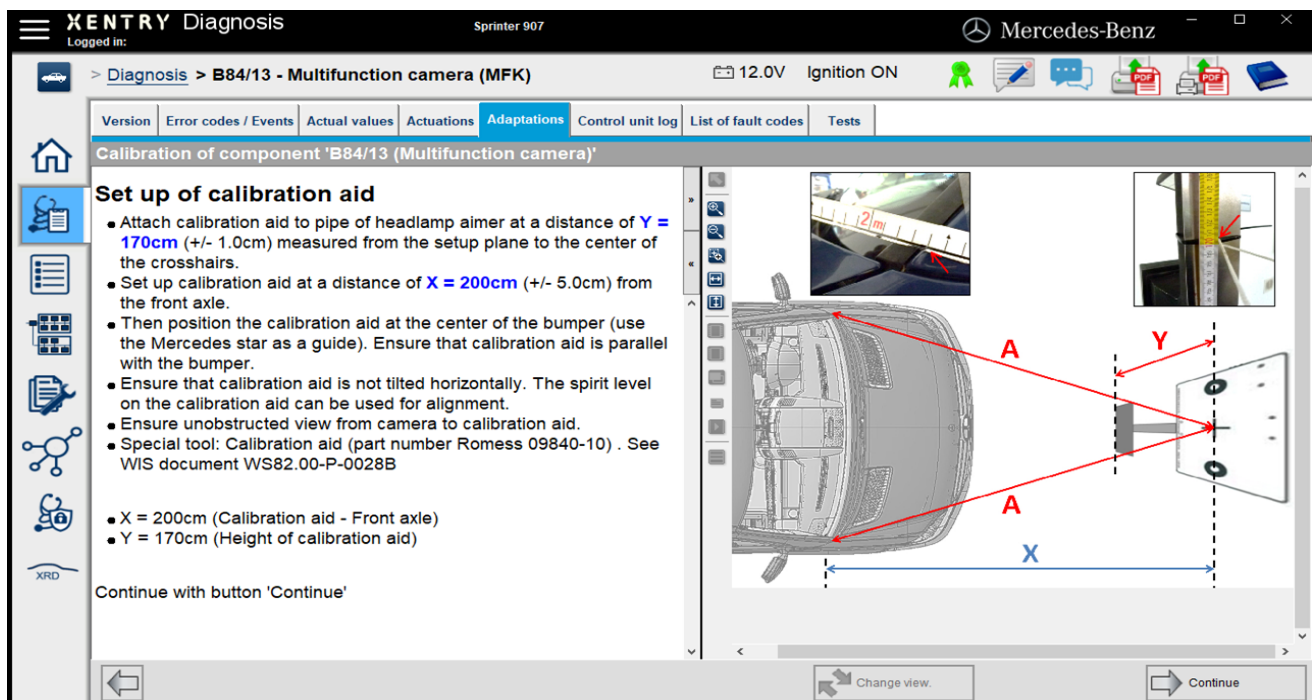 XENTRY Diagnosis
Logged in:
Sprinter 907
Mercedes-Benz
> Diagnosis > B84/13 - Multifunction camera (MFK)
12.0V
Ignition ON
PDF
PDF
Version
Error codes / Events
Actual values
Actuations
Adaptations
Control unit log
List of fault codes
Tests
Calibration of component 'B84/13 (Multifunction camera)'
Set up of calibration aid
Attach calibration aid to pipe of headlamp aimer at a distance of Y =
170cm (+/- 1.0cm) measured from the setup plane to the center of
the crosshairs.
Set up calibration aid at a distance of X = 200cm (+/- 5.0cm) from
the front axle.
Then position the calibration aid at the center of the bumper (use
the Mercedes star as a guide). Ensure that calibration aid is parallel
with the bumper.
Ensure that calibration aid is not tilted horizontally. The spirit level
on the calibration aid can be used for alignment.
Ensure unobstructed view from camera to calibration aid.
Special tool: Calibration aid (part number Romess 09840-10) . See
WIS document WS82.00-P-0028B
X = 200cm (Calibration aid - Front axle)
Y = 170cm (Height of calibration aid)
Continue with button 'Continue'
XRD
2 m
A
Y
A
X
Change view.
Continue